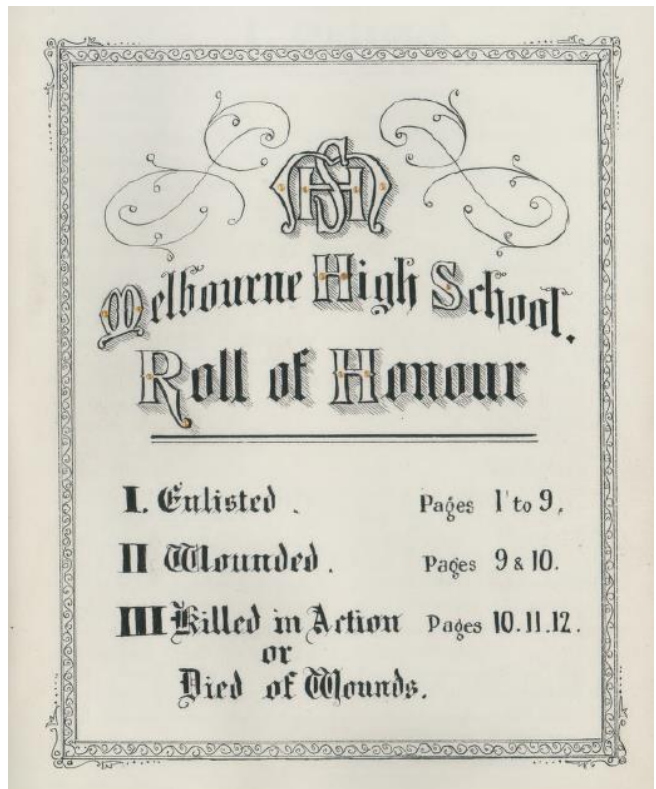 MHS
Melbourne High School.
Roll of Honour
I. Enlisted. Pages 1 to 9.
II Wounded. Pages 9 & 10.
III Killed in Action Pages 10.11.12.
or
Died of Wounds.